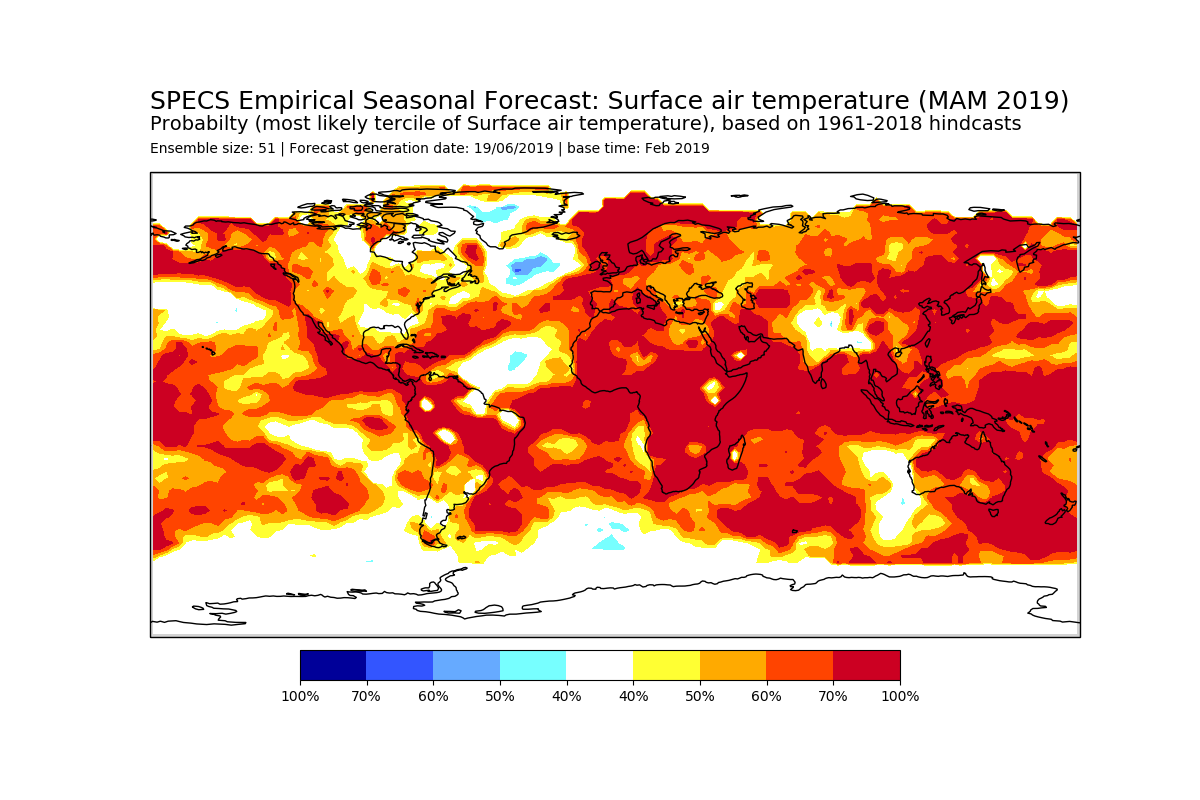 SPECS Empirical Seasonal Forecast: Surface air temperature (MAM 2019)
Probabilty (most likely tercile of Surface air temperature), based on 1961-2018 hindcasts
Ensemble size: 51 | Forecast generation date: 19/06/2019 | base time: Feb 2019
100% 70% 60% 50% 40% 40% 50% 60% 70% 100%